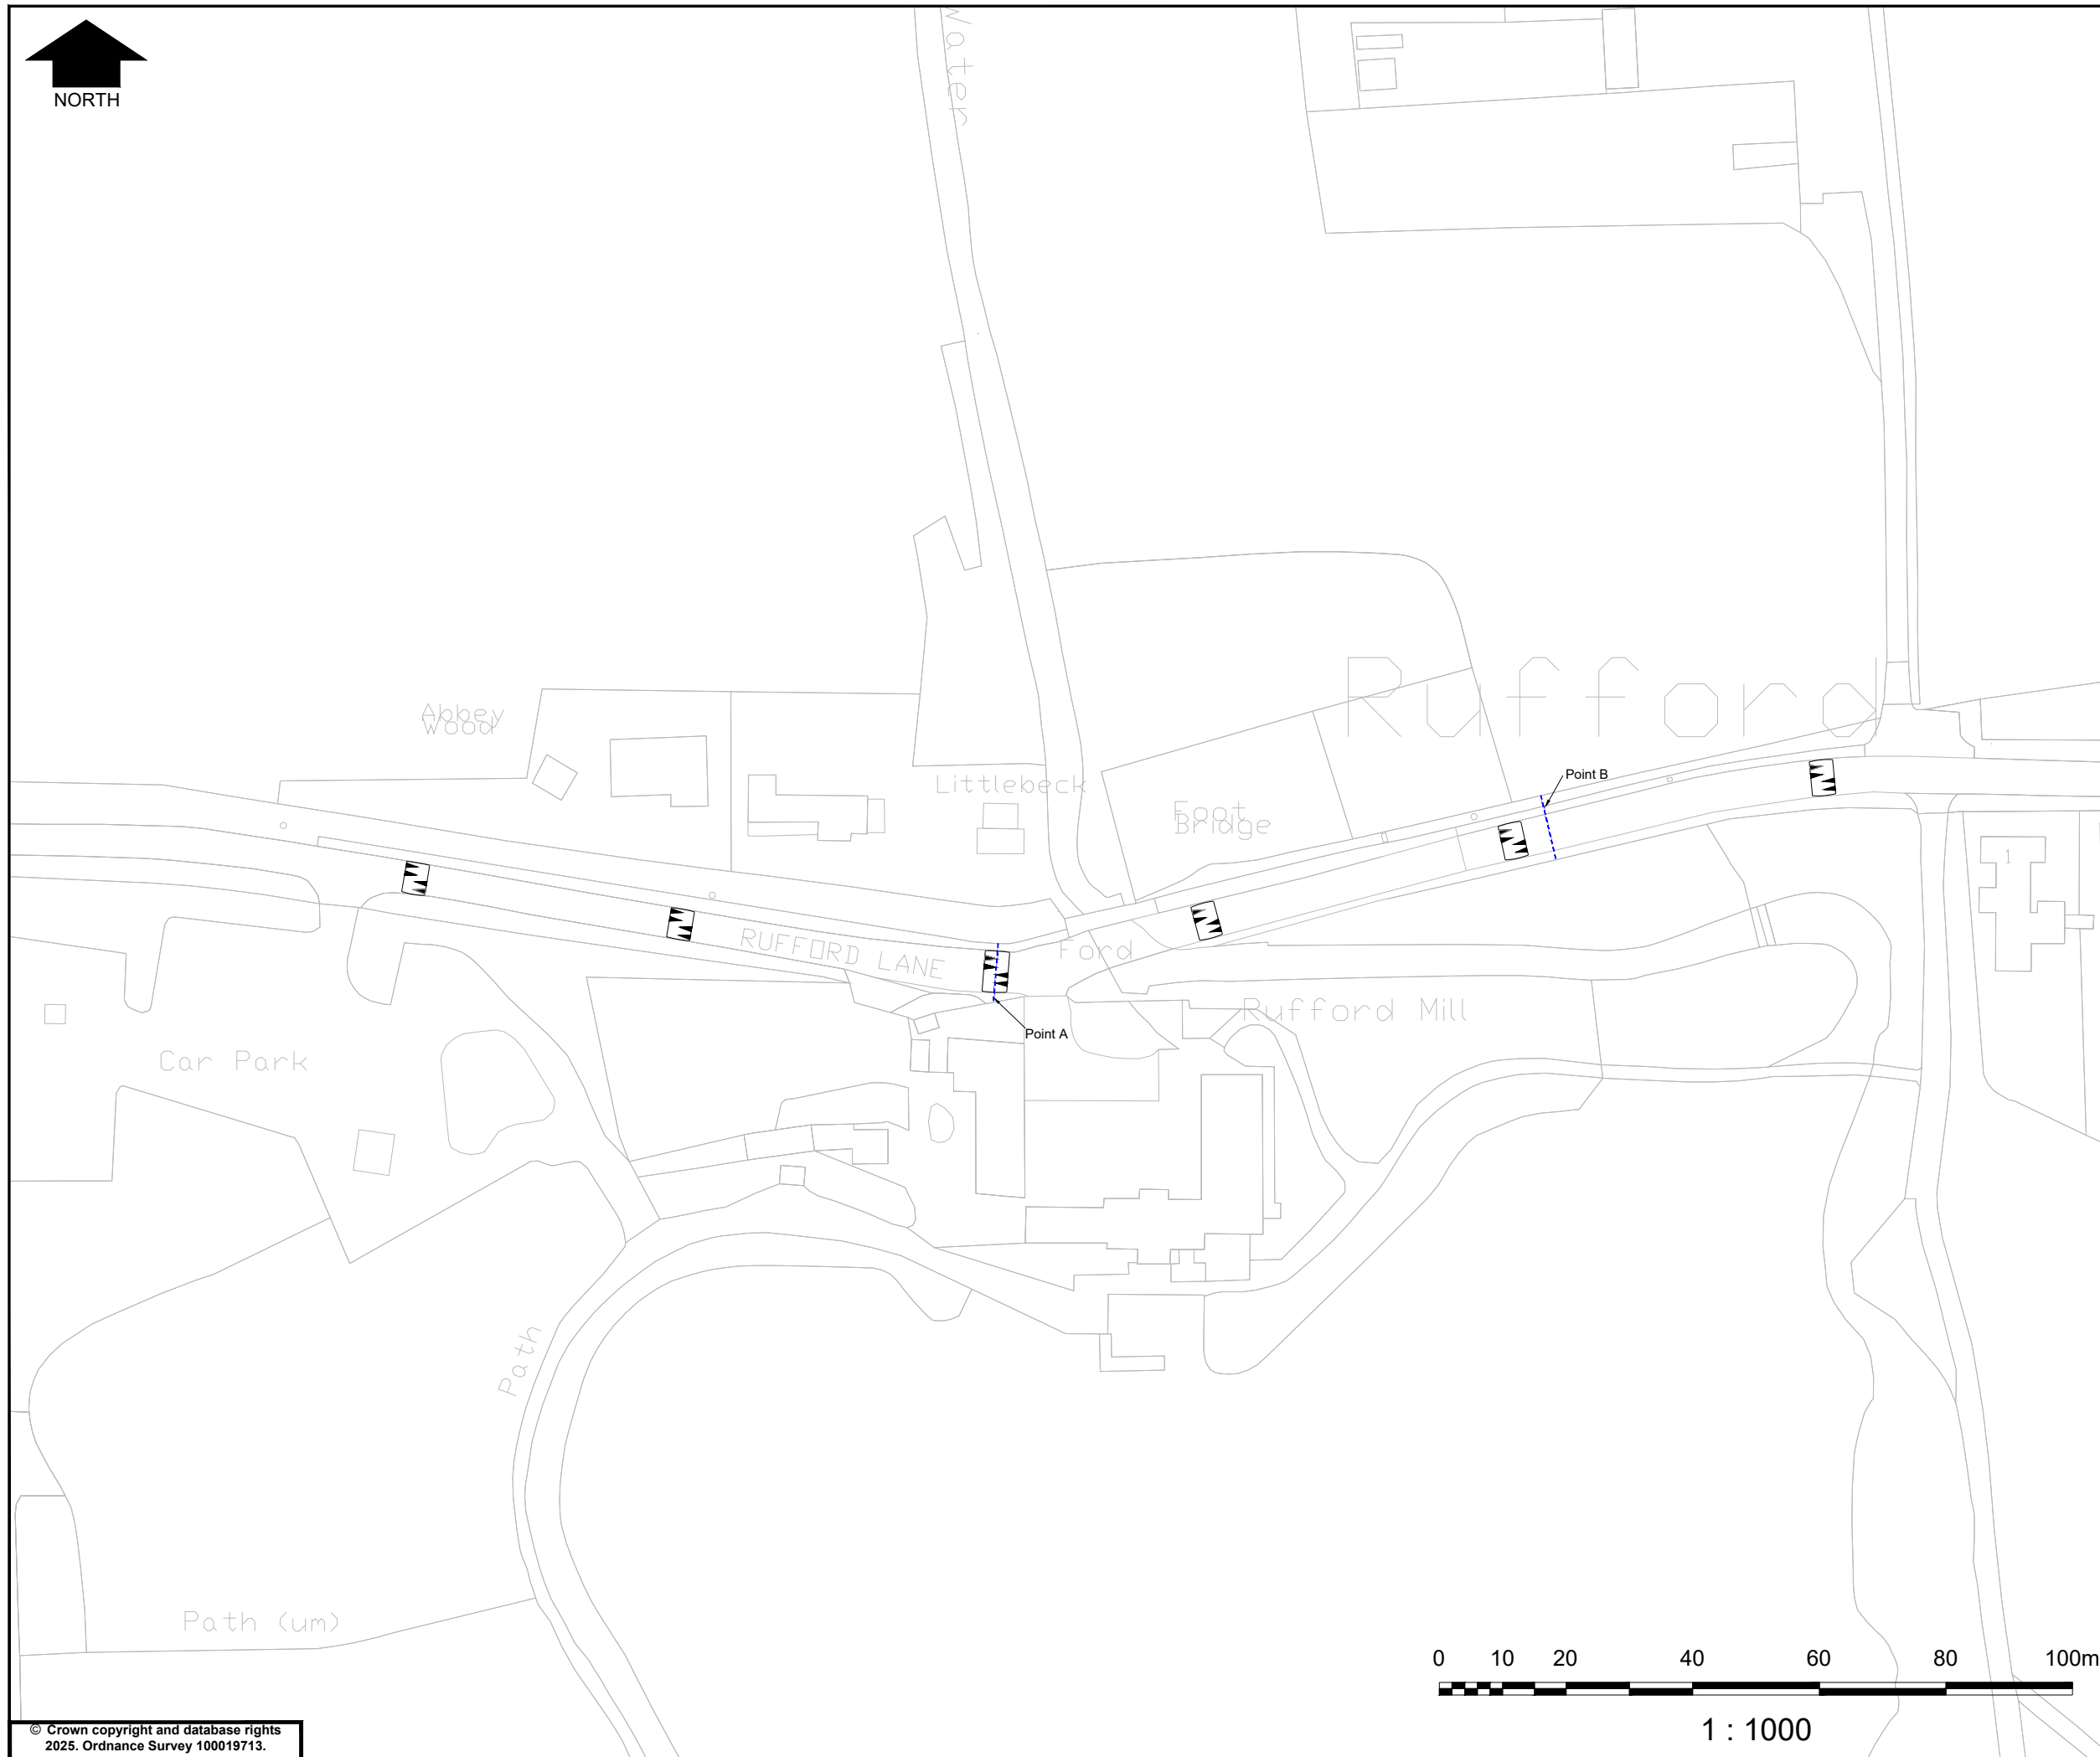 NORTH
Water
Rufford
Abbey
Wood
Littlebeck
Foot
Bridge
Point B
1
RUFFORD LANE
Ford
Point A
Rufford Mill
Car Park
Path
Path (um)
0 10 20 40 60 80 100m
1 : 1000
© Crown copyright and database rights
2025. Ordnance Survey 100019713.